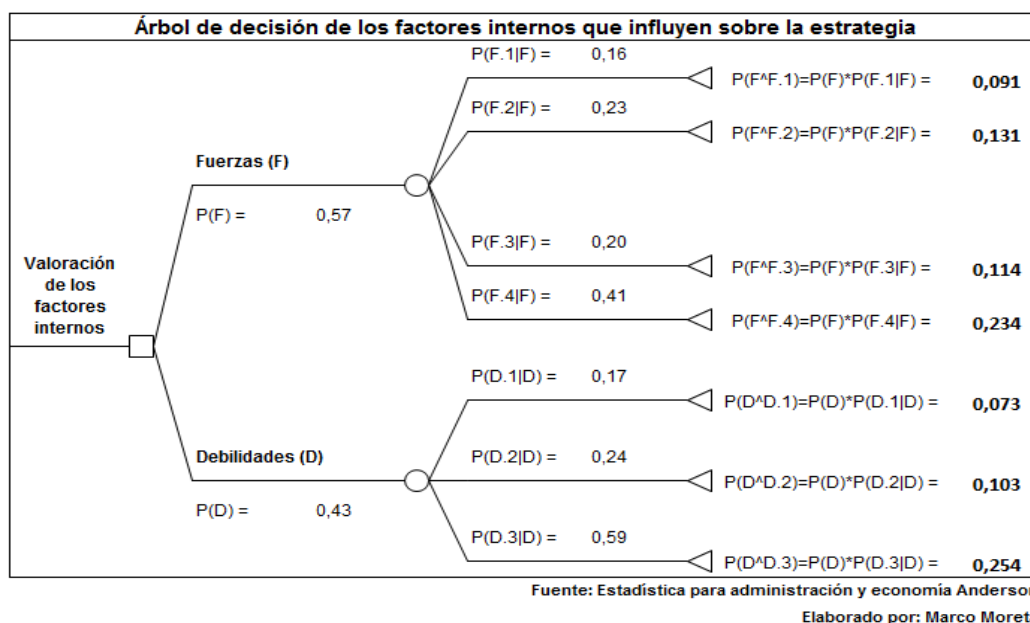 Árbol de decisión de los factores internos que influyen sobre la estrategia
P(F.1|F) = 0,16
P(F^F.1)=P(F)*P(F.1|F) = 0,091
P(F.2|F) = 0,23
P(F^F.2)=P(F)*P(F.2|F) = 0,131
Fuerzas (F)
P(F) = 0,57
P(F.3|F) = 0,20
P(F^F.3)=P(F)*P(F.3|F) = 0,114
Valoración
de los
factores
internos
P(F.4|F) = 0,41
P(F^F.4)=P(F)*P(F.4|F) = 0,234
P(D.1|D) = 0,17
P(D^D.1)=P(D)*P(D.1|D) = 0,073
Debilidades (D)
P(D) = 0,43
P(D.2|D) = 0,24
P(D^D.2)=P(D)*P(D.2|D) = 0,103
P(D.3|D) = 0,59
P(D^D.3)=P(D)*P(D.3|D) = 0,254
Fuente: Estadística para administración y economía Anderson
Elaborado por: Marco Moret